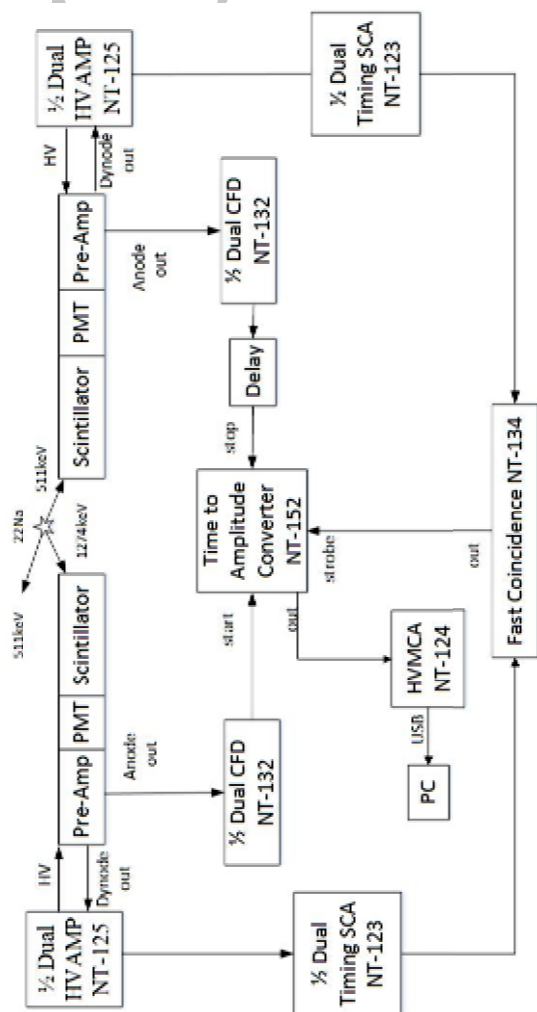 22Na
511keV
511keV
1274keV
½ Dual
HV AMP
NT-125
HV
Dynode
out
Pre-Amp
PMT
Scintillator
Scintillator
PMT
Pre-Amp
HV
Dynode
out
½ Dual
HV AMP
NT-125
Anode
out
Anode
out
½ Dual CFD
NT-132
start
Time to
Amplitude
Converter
NT-152
stop
Delay
½ Dual CFD
NT-132
out
strobe
HVMCA
NT-124
USB
PC
½ Dual
Timing SCA
NT-123
out
Fast Coincidence NT-134
½ Dual
Timing SCA
NT-123